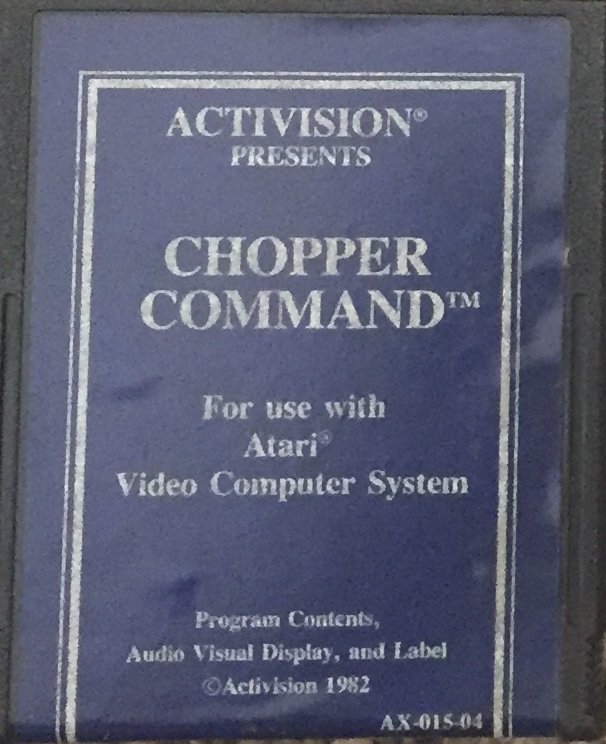 ACTIVISION®
PRESENTS
CHOPPER
COMMAND™
For use with
Atari®
Video Computer System
Program Contents,
Audio Visual Display, and Label
©Activision 1982
AX-015-04